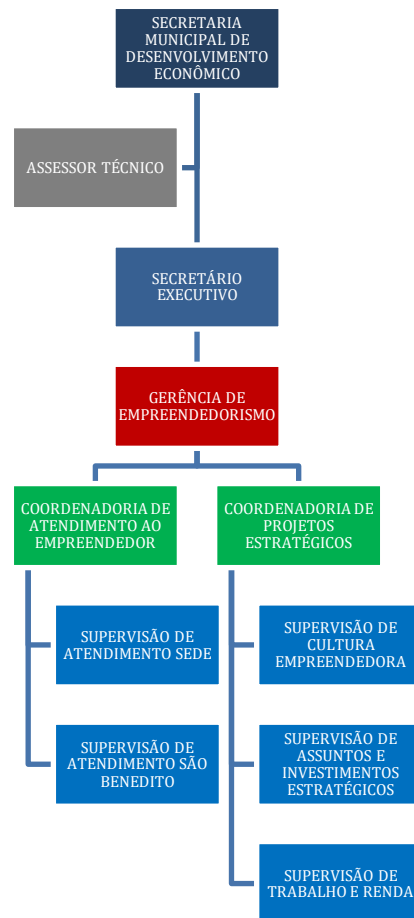 SECRETARIA
MUNICIPAL DE
DESENVOLVIMENTO
ECONÔMICO
ASSESSOR TÉCNICO
SECRETÁRIO
EXECUTIVO
GERÊNCIA DE
EMPREENDEDORISMO
COORDENADORIA DE
ATENDIMENTO AO
EMPREENDEDOR
COORDENADORIA DE
PROJETOS
ESTRATÉGICOS
SUPERVISÃO DE
ATENDIMENTO SEDE
SUPERVISÃO DE
CULTURA
EMPREENDEDORA
SUPERVISÃO DE
ATENDIMENTO SÃO
BENEDITO
SUPERVISÃO DE
ASSUNTOS E
INVESTIMENTOS
ESTRATÉGICOS
SUPERVISÃO DE
TRABALHO E RENDA